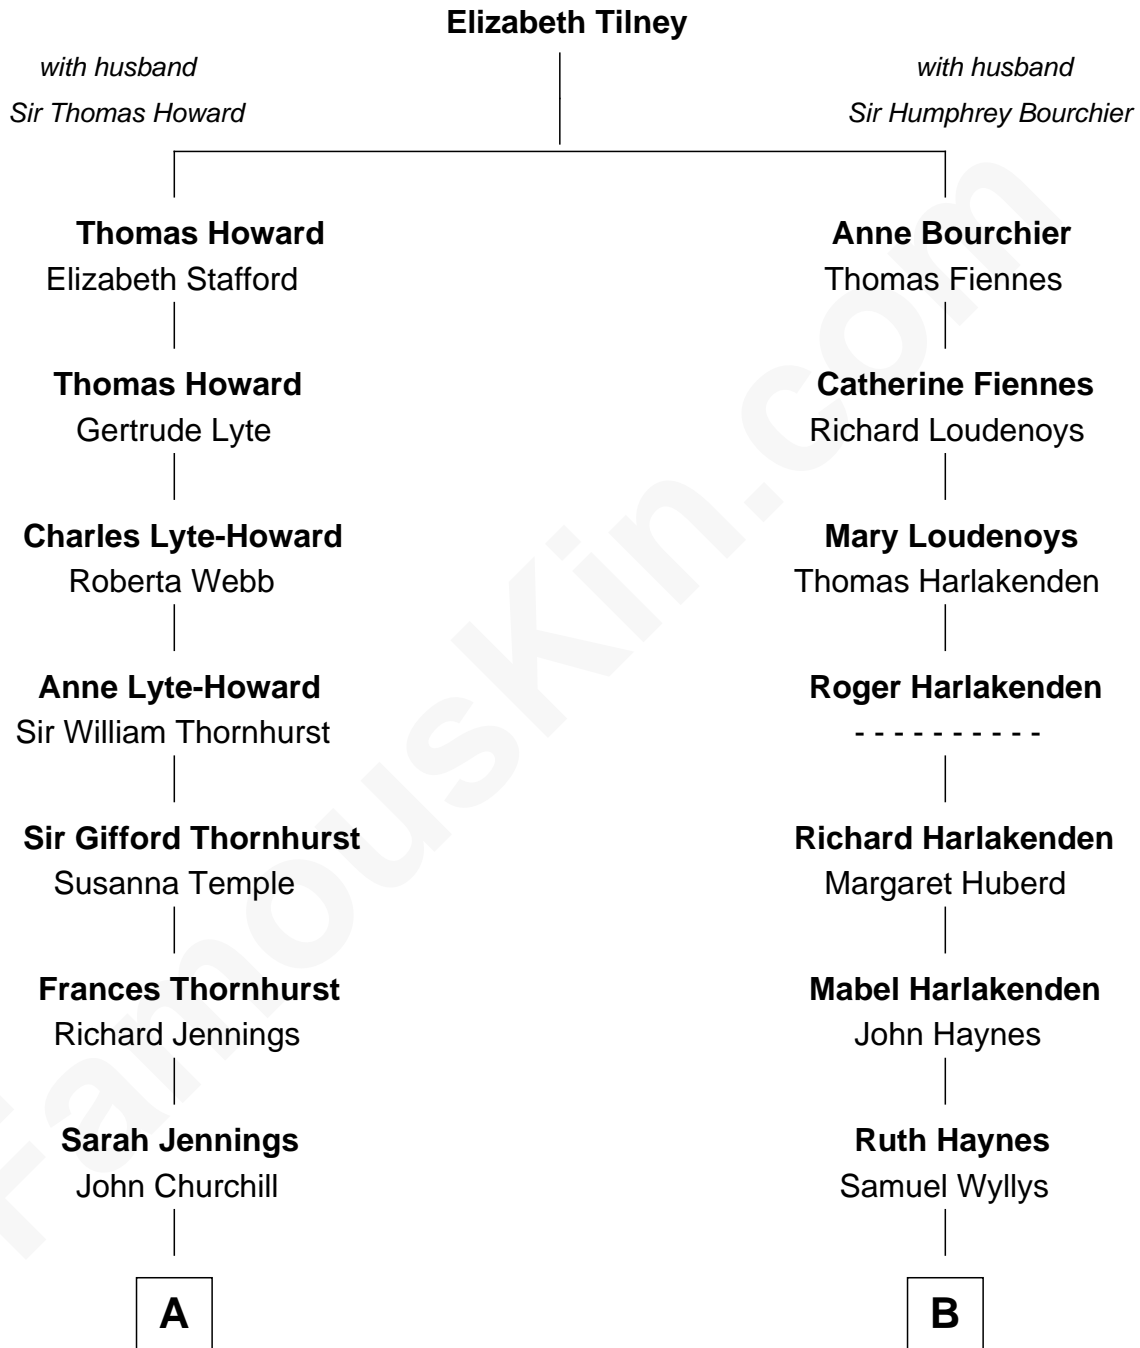 Elizabeth Tilney
with husband
Sir Thomas Howard
with husband
Sir Humphrey Bourchier
Thomas Howard
Elizabeth Stafford
Anne Bourchier
Thomas Fiennes
Thomas Howard
Gertrude Lyte
Catherine Fiennes
Richard Loudenoys
Charles Lyte-Howard
Roberta Webb
Mary Loudenoys
Thomas Harlakenden
Anne Lyte-Howard
Sir William Thornhurst
Roger Harlakenden
- - - - - - - - - -
Sir Gifford Thornhurst
Susanna Temple
Richard Harlakenden
Margaret Huberd
Frances Thornhurst
Richard Jennings
Mabel Harlakenden
John Haynes
Sarah Jennings
John Churchill
Ruth Haynes
Samuel Wyllys
A
B
FamousKin.com